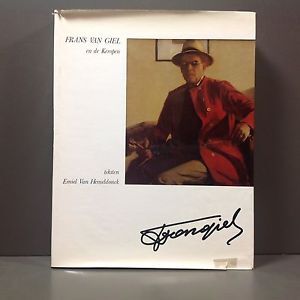 FRANS VAN GIEL
en de Kempen
teksten
Emiel Van Hemeldonck
fransgiel